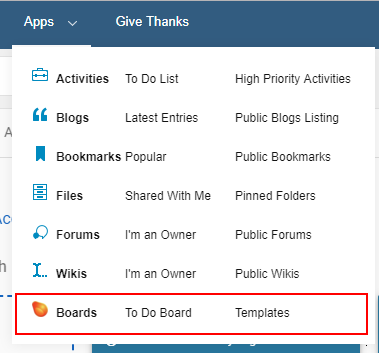 Apps Give Thanks
Activities To Do List High Priority Activities
Blogs Latest Entries Public Blogs Listing
Bookmarks Popular Public Bookmarks
Files Shared With Me Pinned Folders
Forums I'm an Owner Public Forums
Wikis I'm an Owner Public Wikis
Boards To Do Board Templates